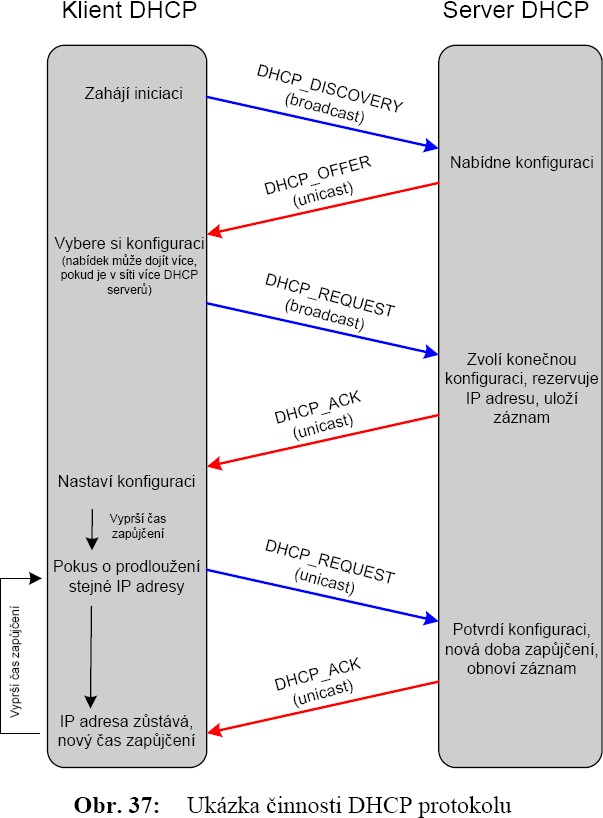 Klient DHCP
Server DHCP
Zahájí iniciaci
DHCP_DISCOVERY
(broadcast)
Nabídne konfiguraci
DHCP_OFFER
(unicast)
Vybere si konfiguraci
(nabídek může dojít více,
pokud je v síti více DHCP
serverů)
DHCP_REQUEST
(broadcast)
Zvolí konečnou
konfiguraci, rezervuje
IP adresu, uloží
záznam
DHCP_ACK
(unicast)
Nastaví konfiguraci
Vyprší čas
zapůjčení
Pokus o prodloužení
stejné IP adresy
DHCP_REQUEST
(unicast)
Potvrdí konfiguraci,
nová doba zapůjčení,
obnoví záznam
DHCP_ACK
(unicast)
Vyprší čas zapůjčení
IP adresa zůstává,
nový čas zapůjčení
Obr. 37: Ukázka činnosti DHCP protokolu